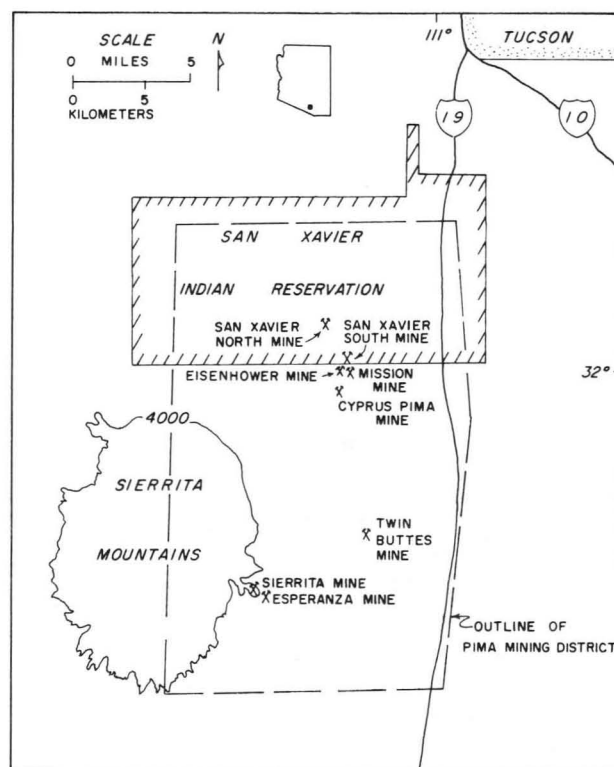 SCALE
MILES
0 5
0 5
KILOMETERS
N
111°
TUCSON
19
10
SAN XAVIER
INDIAN RESERVATION
SAN XAVIER
NORTH MINE
SAN XAVIER
SOUTH MINE
EISENHOWER MINE
MISSION
MINE
32°
CYPRUS PIMA
MINE
4000
SIERRITA
MOUNTAINS
TWIN
BUTTES
MINE
SIERRITA MINE
ESPERANZA MINE
OUTLINE OF
PIMA MINING DISTRICT